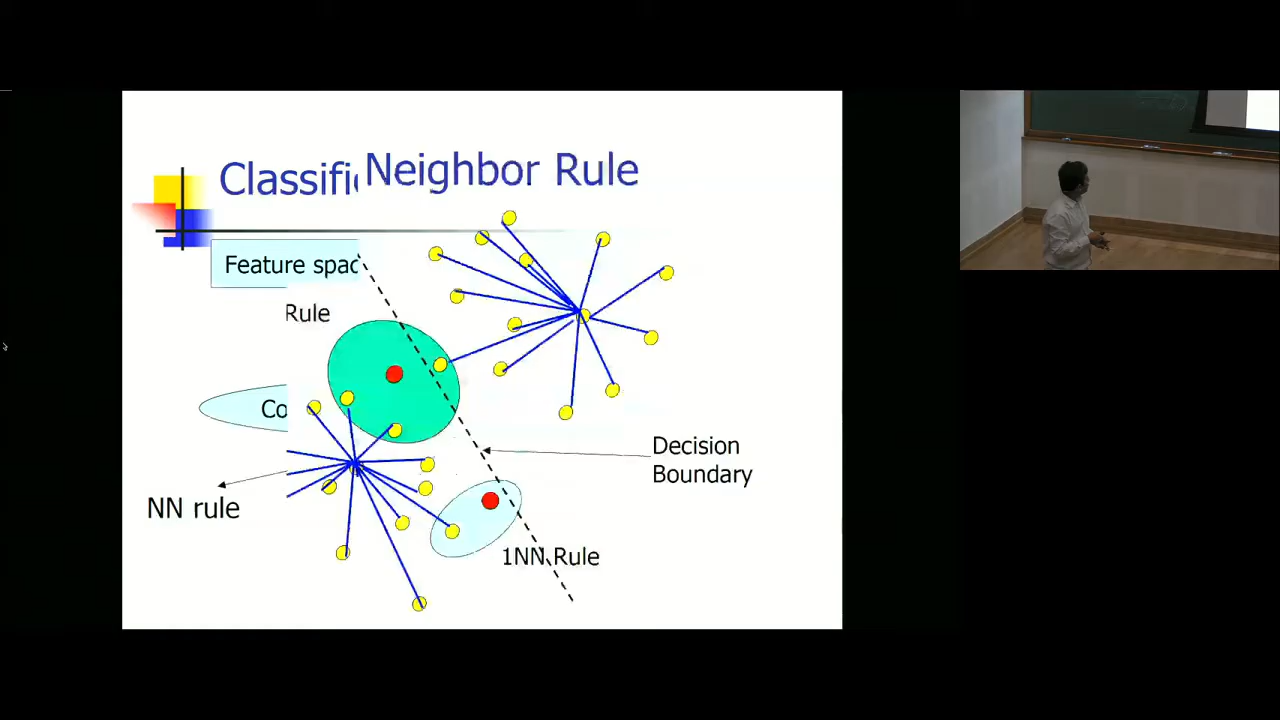 Classifi Neighbor Rule
Feature spac
Rule
Co
Decision
Boundary
NN rule
1NN Rule